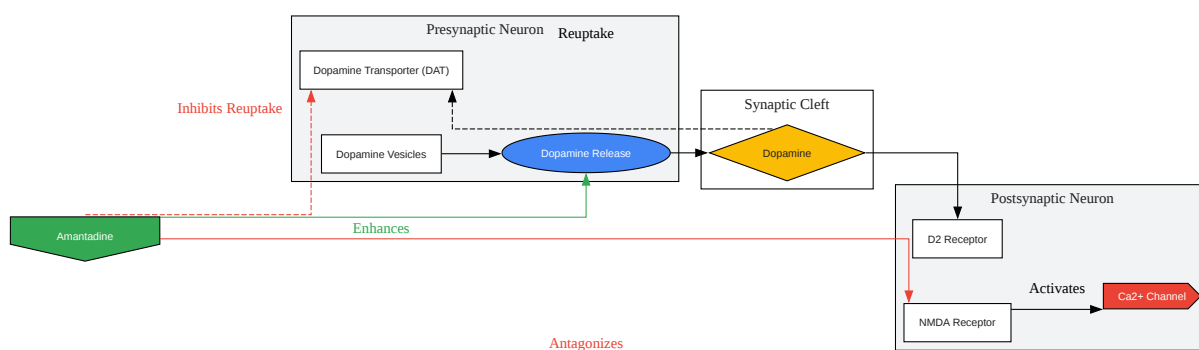 Presynaptic Neuron
Reuptake
Dopamine Transporter (DAT)
Inhibits Reuptake
Synaptic Cleft
Dopamine Vesicles
Dopamine Release
Dopamine
Postsynaptic Neuron
Amantadine
Enhances
D2 Receptor
Activates
Ca2+ Channel
NMDA Receptor
Antagonizes